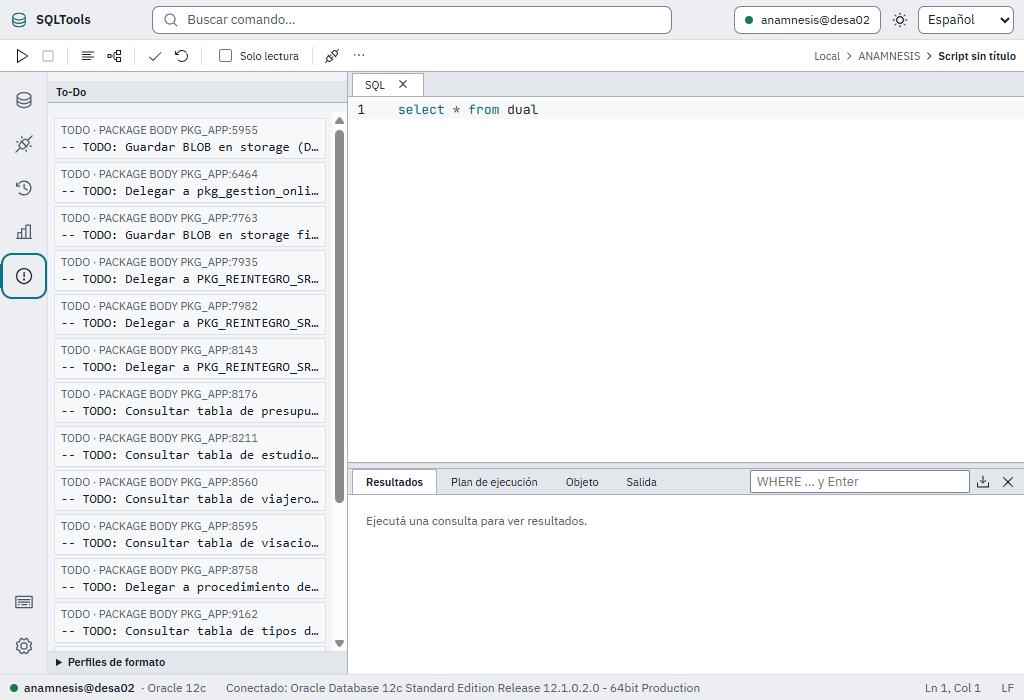 SQLTools
Buscar comando...
anamnesis@desa02
Español
Solo lectura
Local > ANAMNESIS > Script sin título
To-Do
TODO · PACKAGE BODY PKG_APP:5955
-- TODO: Guardar BLOB en storage (D…
TODO · PACKAGE BODY PKG_APP:6464
-- TODO: Delegar a pkg_gestion_onli…
TODO · PACKAGE BODY PKG_APP:7763
-- TODO: Guardar BLOB en storage fi…
TODO · PACKAGE BODY PKG_APP:7935
-- TODO: Delegar a PKG_REINTEGRO_SR…
TODO · PACKAGE BODY PKG_APP:7982
-- TODO: Delegar a PKG_REINTEGRO_SR…
TODO · PACKAGE BODY PKG_APP:8143
-- TODO: Delegar a PKG_REINTEGRO_SR…
TODO · PACKAGE BODY PKG_APP:8176
-- TODO: Consultar tabla de presupu…
TODO · PACKAGE BODY PKG_APP:8211
-- TODO: Consultar tabla de estudio…
TODO · PACKAGE BODY PKG_APP:8560
-- TODO: Consultar tabla de viajero…
TODO · PACKAGE BODY PKG_APP:8595
-- TODO: Consultar tabla de visacio…
TODO · PACKAGE BODY PKG_APP:8758
-- TODO: Delegar a procedimiento de…
TODO · PACKAGE BODY PKG_APP:9162
-- TODO: Consultar tabla de tipos d…
Perfiles de formato
SQL
1 select * from dual
Resultados
Plan de ejecución
Objeto
Salida
WHERE ... y Enter
Ejecutá una consulta para ver resultados.
anamnesis@desa02 · Oracle 12c
Conectado: Oracle Database 12c Standard Edition Release 12.1.0.2.0 - 64bit Production
Ln 1, Col 1
LF